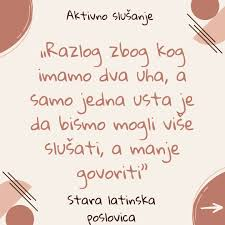 Aktivno slušanje
„Razlog zbog kog
imamo dva uha, a
samo jedna usta je
da bismo mogli više
slušati, a manje
govoriti”
Stara latinska
poslovica